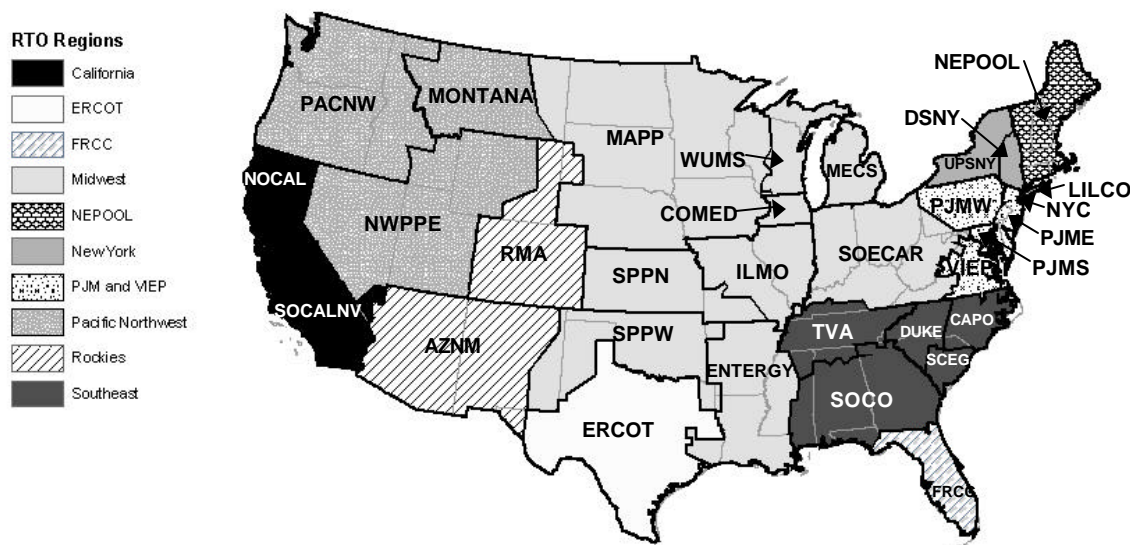 RTO Regions
California
ERCOT
FRCC
Midwest
NEPOOL
New York
PJM and VIEP
Pacific Northwest
Rockies
Southeast
NEPOOL
DSNY
PACNW
MONTANA
MAPP
WUMS
MECS
UPSNY
LILCO
NOCAL
COMED
PJMW
NYC
NWPPE
PJME
RMA
SPPN
ILMO
SOECAR
VIEP
PJMS
SOCALNV
AZNM
SPPW
TVA
DUKE
CAPO
ENTERGY
SCEG
SOCO
ERCOT
FRCC